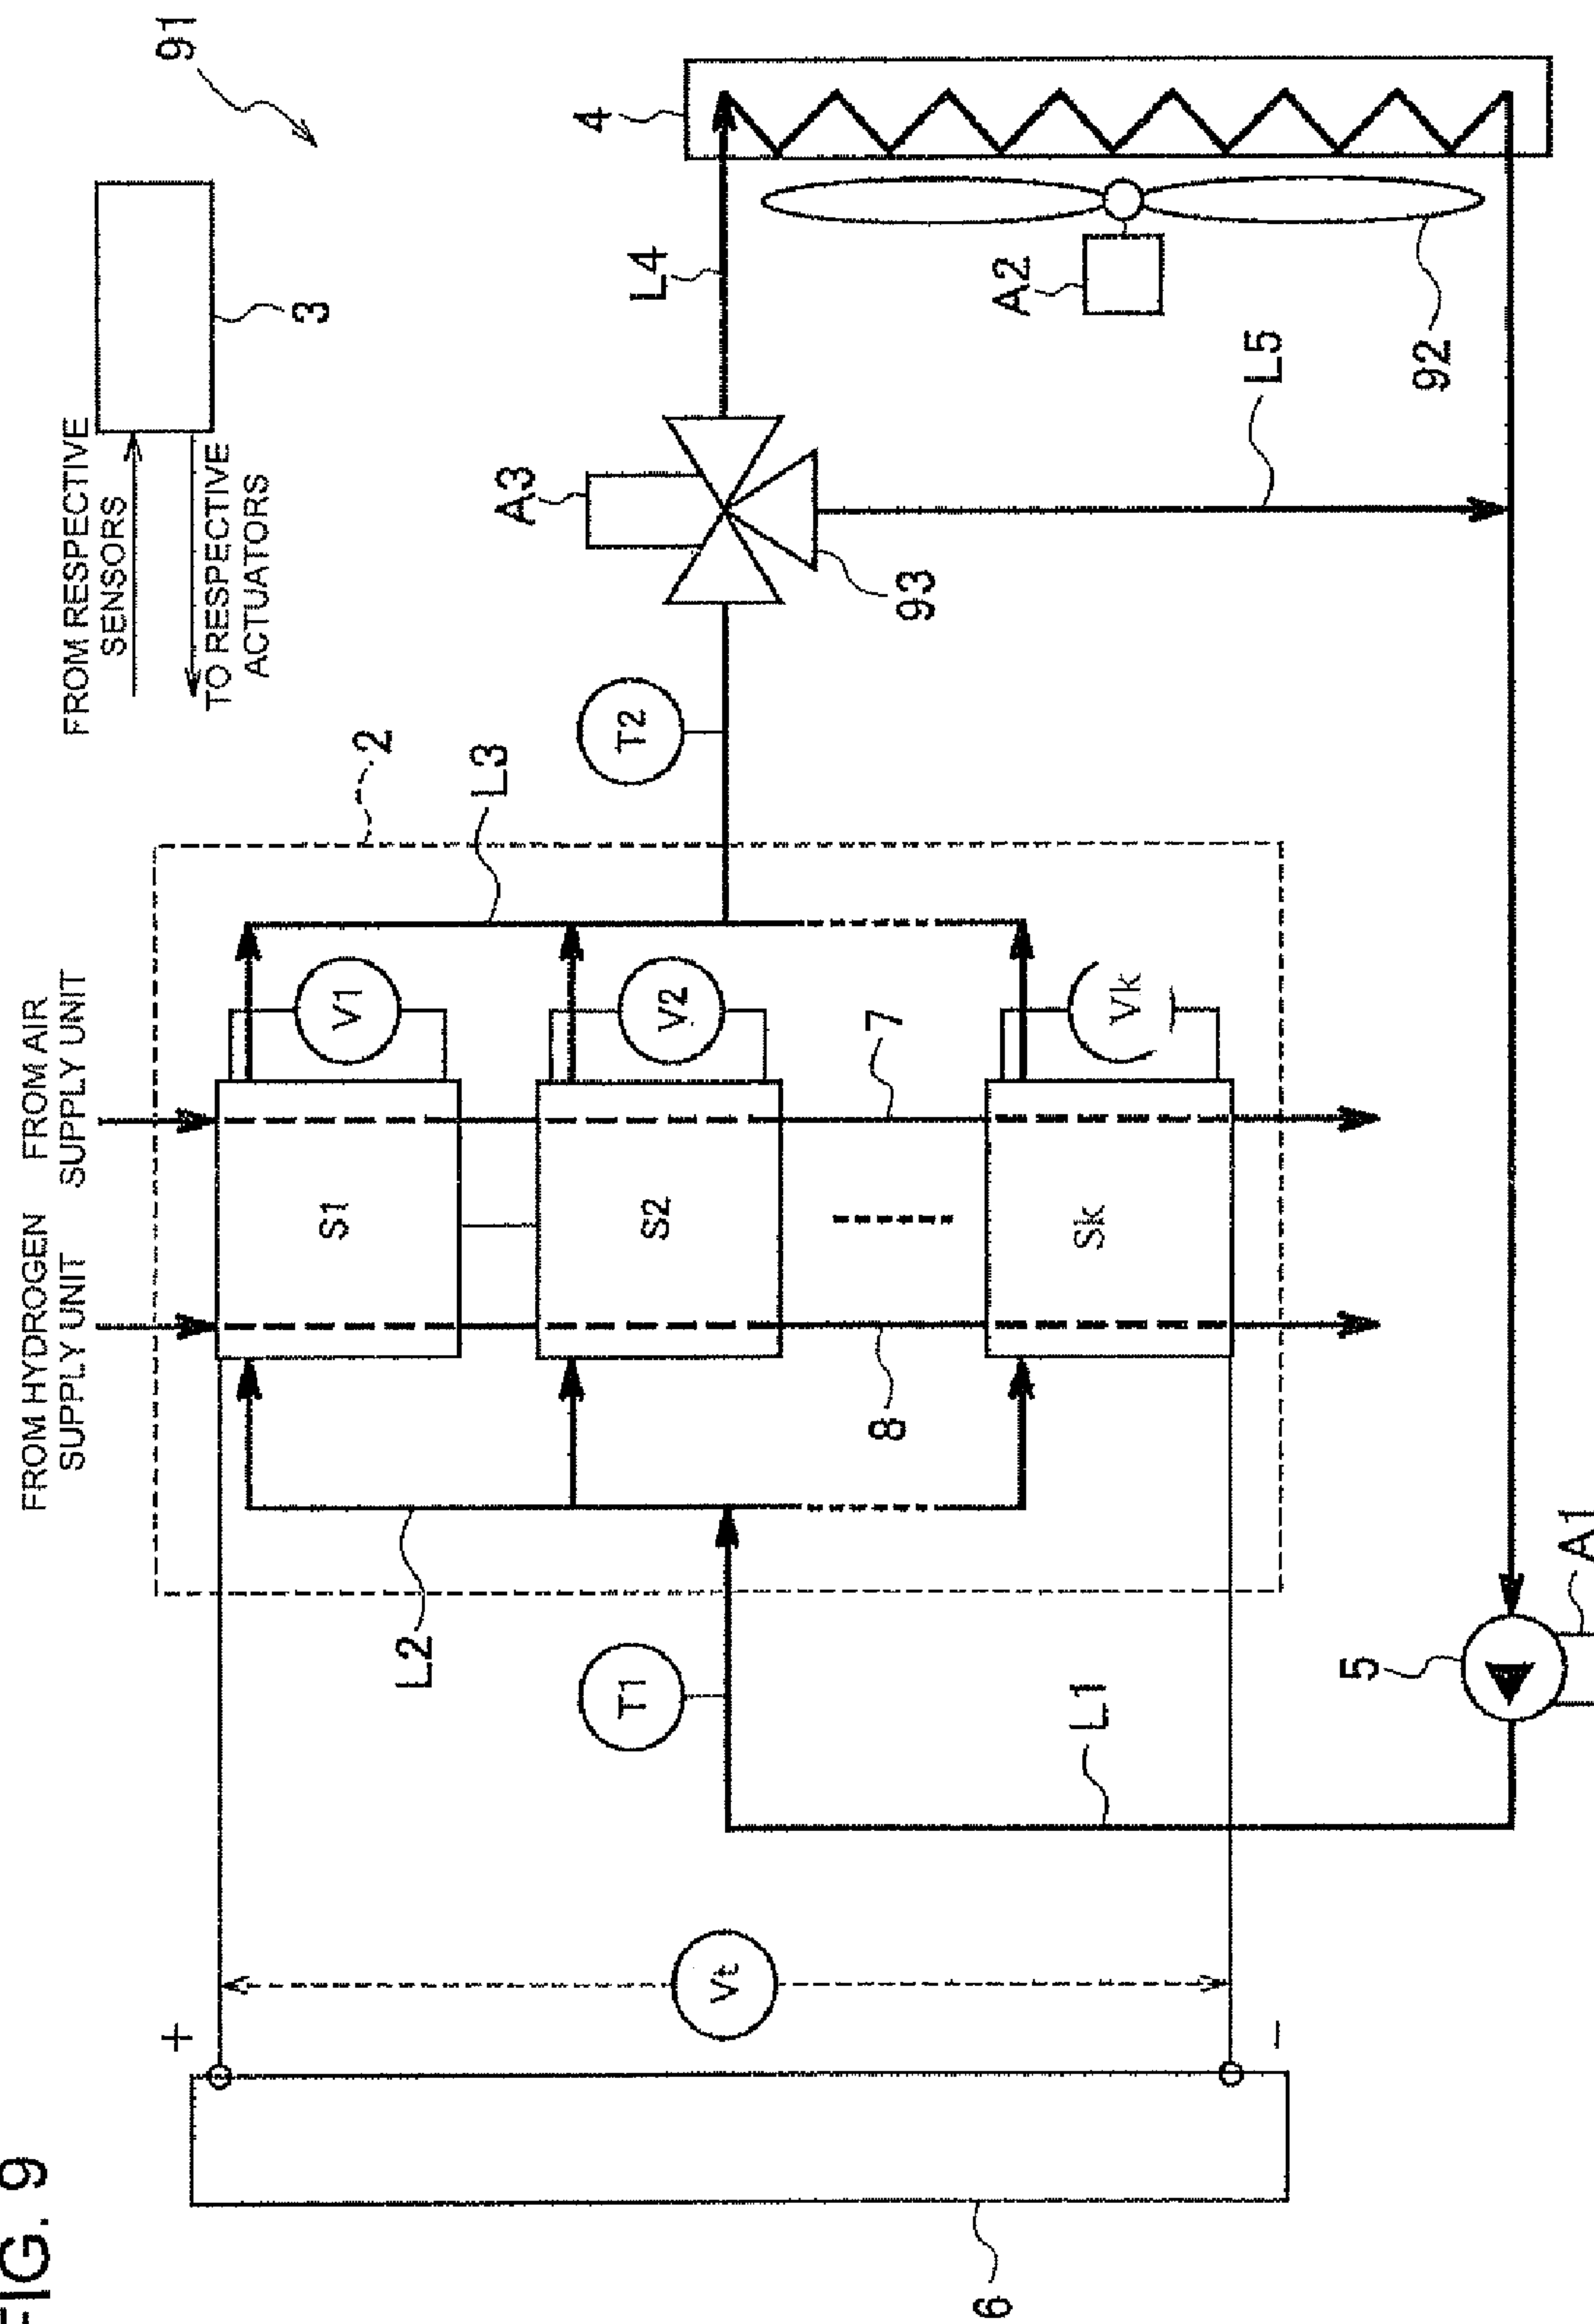 FIG. 9
91
FROM HYDROGEN
SUPPLY UNIT
FROM AIR
SUPPLY UNIT
FROM RESPECTIVE
SENSORS
TO RESPECTIVE
ACTUATORS
3
2
+
L3
V1
S1
A3
4
L2
T1
T2
L4
V2
S2
Vt
7
8
93
A2
L1
Vk
Sk
L5
6
−
5
92
A1